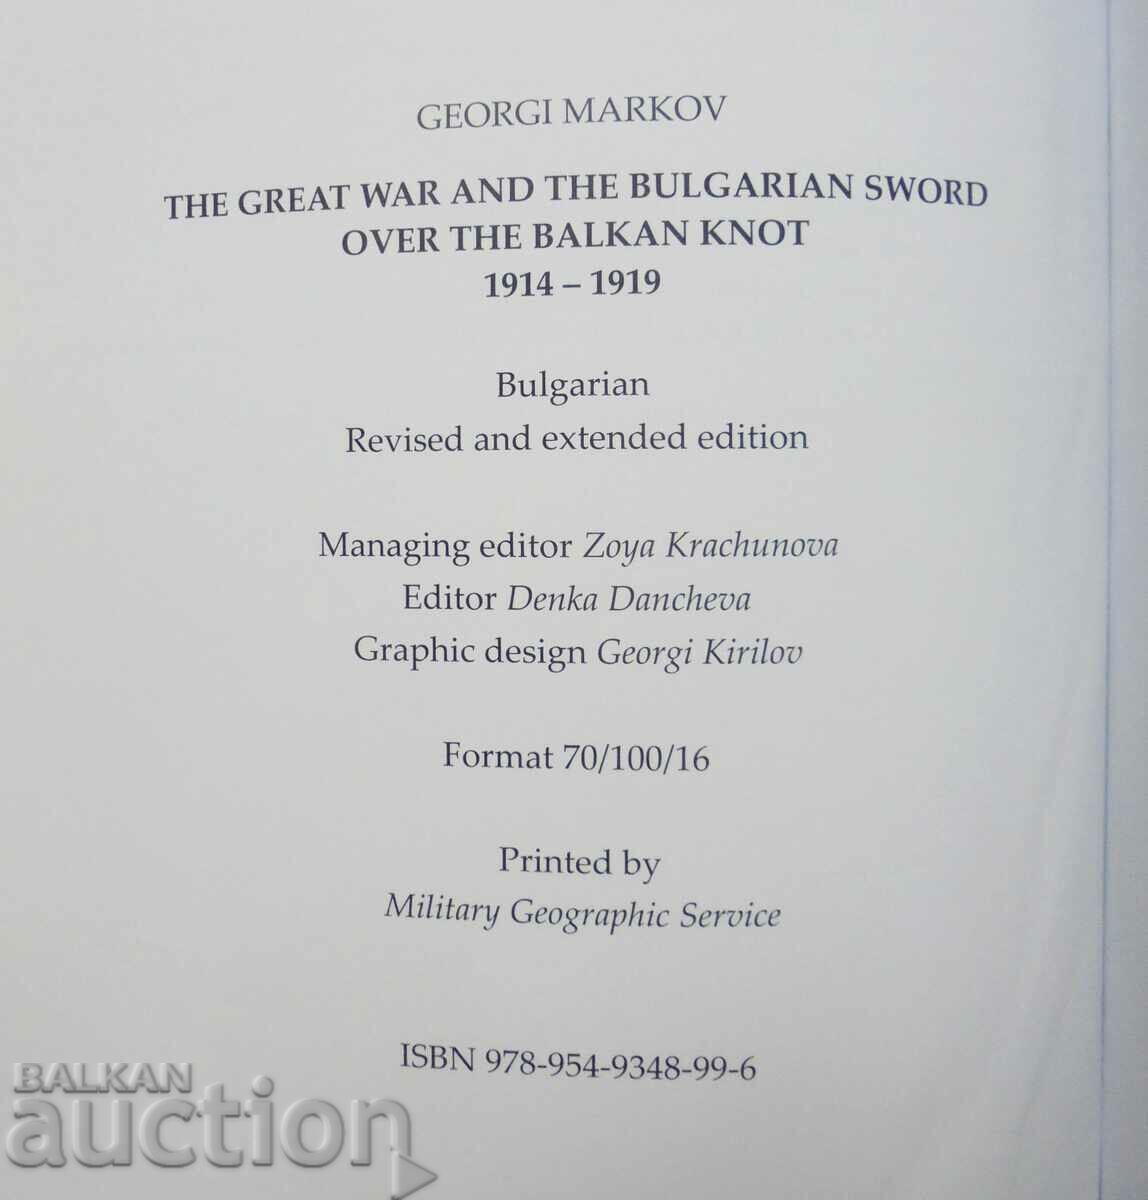 GEORGI MARKOV
THE GREAT WAR AND THE BULGARIAN SWORD
OVER THE BALKAN KNOT
1914 – 1919
Bulgarian
Revised and extended edition
Managing editor Zoya Krachunova
Editor Denka Dancheva
Graphic design Georgi Kirilov
Format 70/100/16
Printed by
Military Geographic Service
ISBN 978-954-9348-99-6
BALKAN
auction